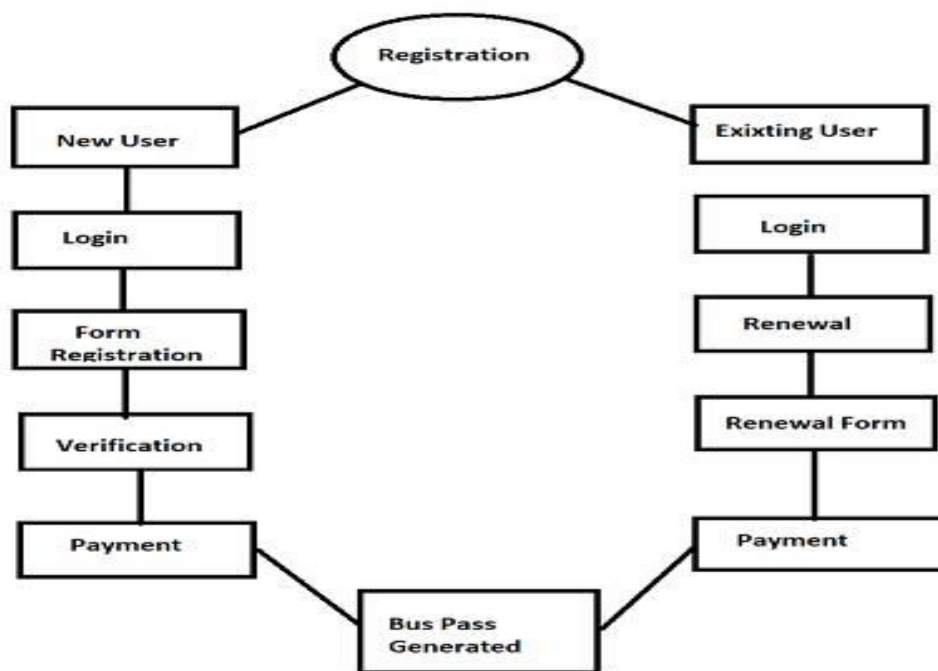 Registration
New User
Exixting User
Login
Login
Form
Registration
Renewal
Verification
Renewal Form
Payment
Payment
Bus Pass
Generated